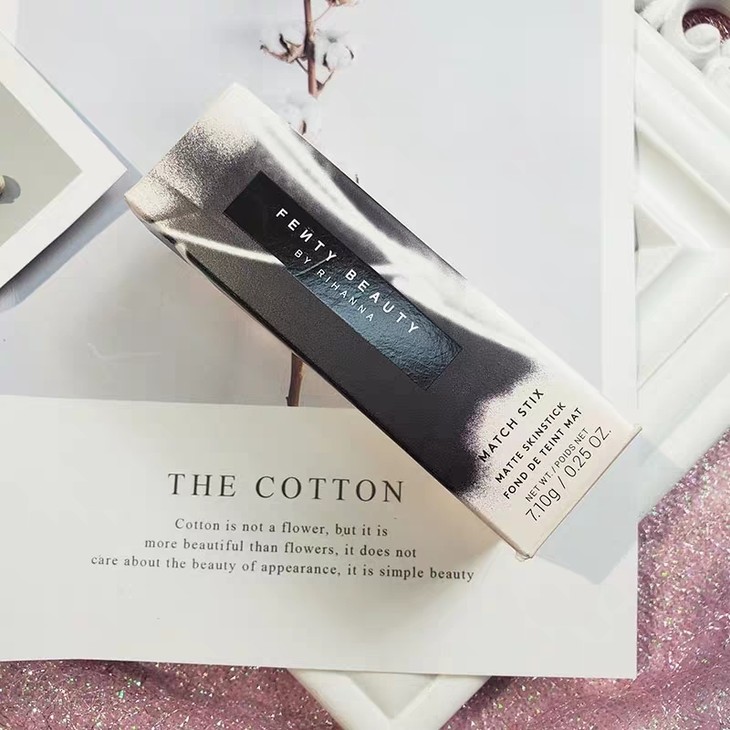 FENTY BEAUTY
BY RIHANNA
MATCH STIX
MATTE SKINSTICK
FOND DE TEINT MAT
NET WT / POIDS NET
7.10g / 0.25 OZ.
THE COTTON
Cotton is not a flower, but it is
more beautiful than flowers, it does not
care about the beauty of appearance, it is simple beauty